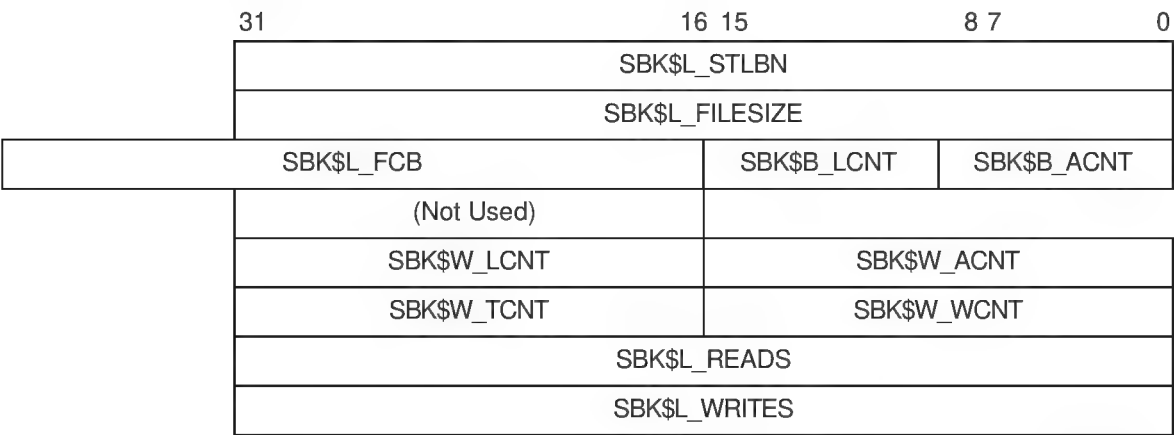 31 16 15 8 7 0
SBK$L_STLBN
SBK$L_FILESIZE
SBK$L_FCB SBK$B_LCNT SBK$B_ACNT
(Not Used)
SBK$W_LCNT SBK$W_ACNT
SBK$W_TCNT SBK$W_WCNT
SBK$L_READS
SBK$L_WRITES